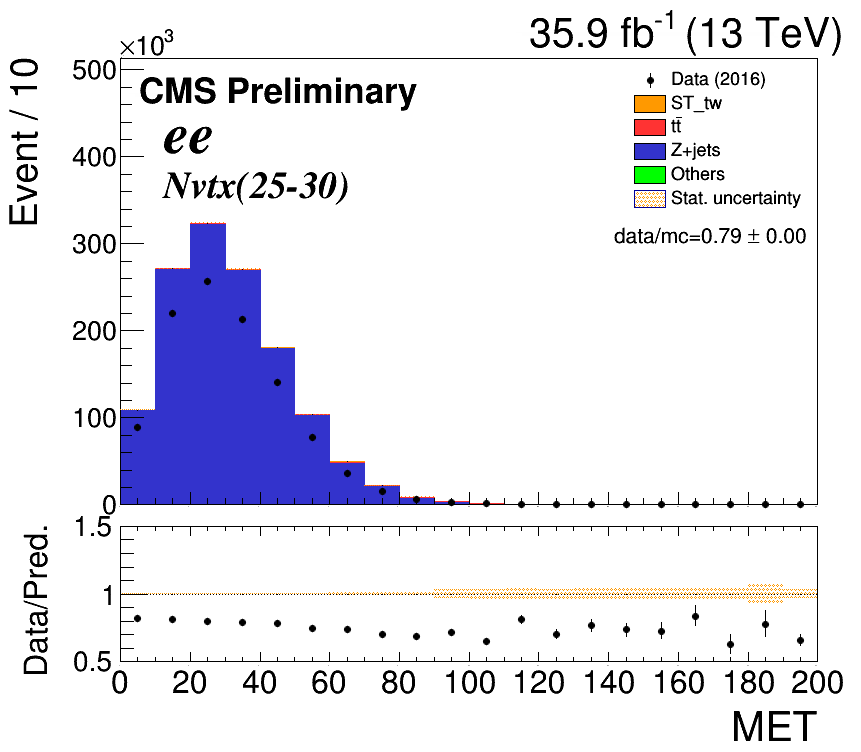 35.9 fb⁻¹ (13 TeV)
×10³
Event / 10
500
400
300
200
100
0
CMS Preliminary
ee
Nvtx(25-30)
Data (2016)
ST_tw
tt̄
Z+jets
Others
Stat. uncertainty
data/mc=0.79 ± 0.00
Data/Pred.
1.5
1
0.5
0 20 40 60 80 100 120 140 160 180 200
MET